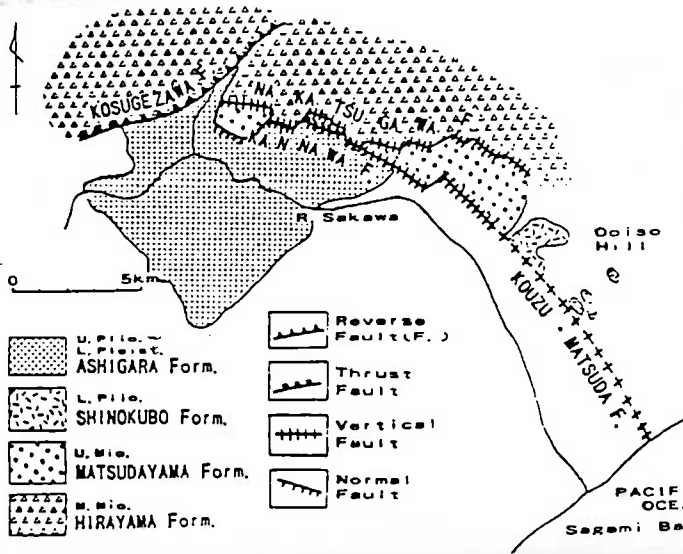 KOSUGEZAWA F.
NAKATSUGAWA F.
KANNAWA F
R. Sakawa
Ooiso
Hill
0 5km
KOUZU - MATSUDA F.
U. Plio. ~
L. Pleist.
ASHIGARA Form.
L. Plio.
SHINOKUBO Form.
U. Mio.
MATSUDAYAMA Form.
M. Mio.
HIRAYAMA Form.
Reverse
Fault (F.)
Thrust
Fault
Vertical
Fault
Normal
Fault
PACIF
OCE
Sagami Ba